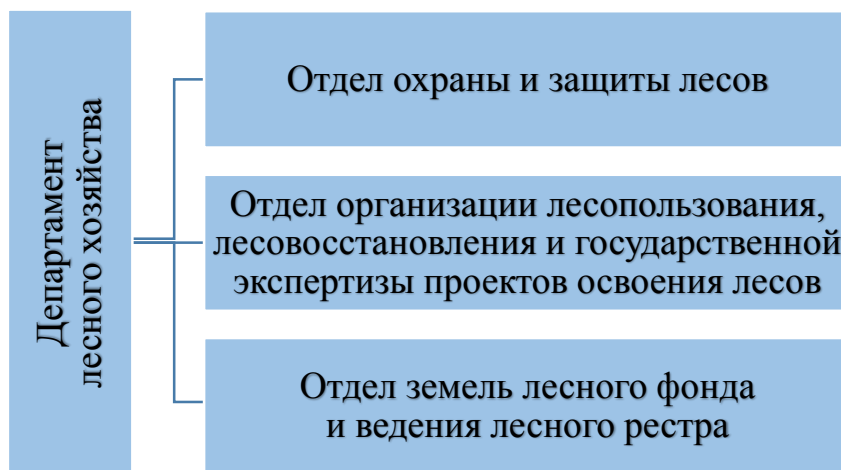 Департамент
лесного хозяйства
Отдел охраны и защиты лесов
Отдел организации лесопользования,
лесовосстановления и государственной
экспертизы проектов освоения лесов
Отдел земель лесного фонда
и ведения лесного рестра